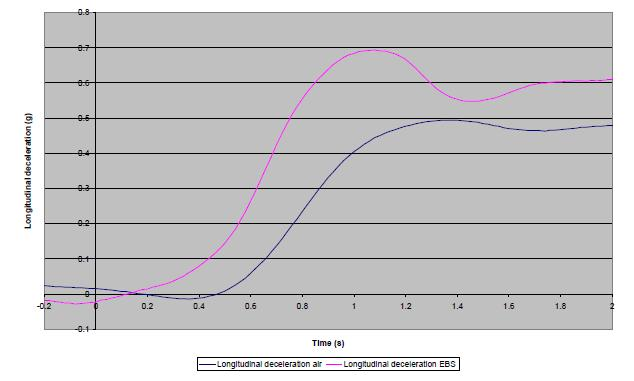 0.8
0.7
0.6
0.5
0.4
0.3
0.2
0.1
0
-0.1
-0.2 0 0.2 0.4 0.6 0.8 1 1.2 1.4 1.6 1.8 2
Longitudinal deceleration (g)
Time (s)
Longitudinal deceleration air Longitudinal deceleration EBS